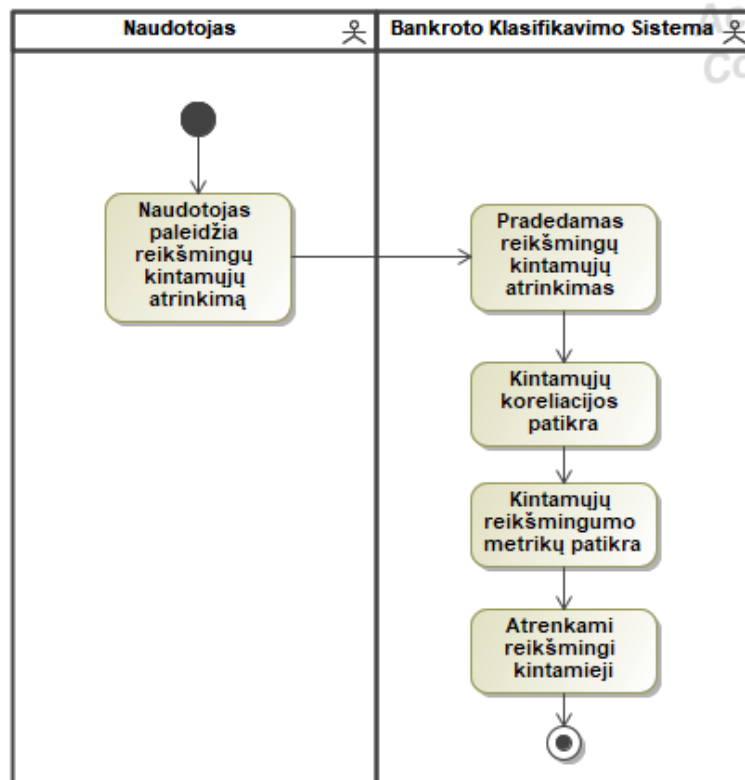 Naudotojas
Bankroto Klasifikavimo Sistema
Naudotojas
paleidžia
reikšmingų
kintamųjų
atrinkimą
Pradedamas
reikšmingų
kintamųjų
atrinkimas
Kintamųjų
koreliacijos
patikra
Kintamųjų
reikšmingumo
metrikų patikra
Atrenkami
reikšmingi
kintamieji